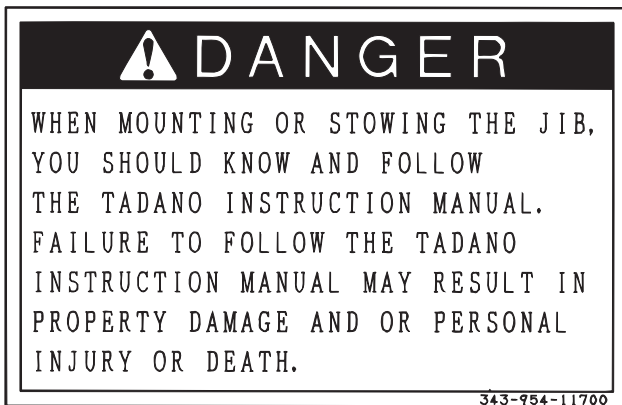 DANGER
WHEN MOUNTING OR STOWING THE JIB,
YOU SHOULD KNOW AND FOLLOW
THE TADANO INSTRUCTION MANUAL.
FAILURE TO FOLLOW THE TADANO
INSTRUCTION MANUAL MAY RESULT IN
PROPERTY DAMAGE AND OR PERSONAL
INJURY OR DEATH.
343-954-11700